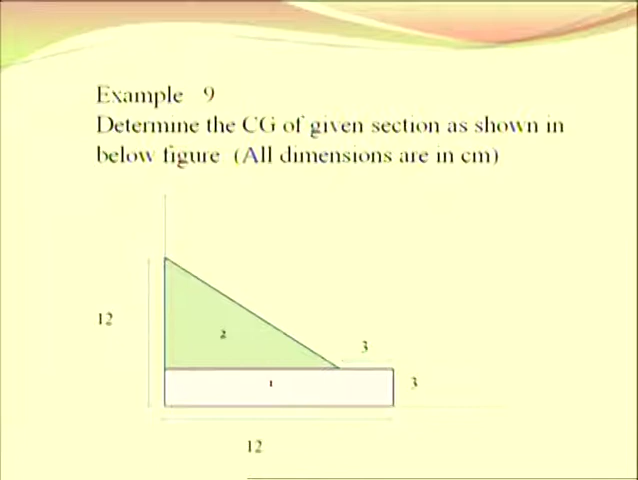 Example 9
Determine the CG of given section as shown in
below figure (All dimensions are in cm)
12
2
3
1
3
12